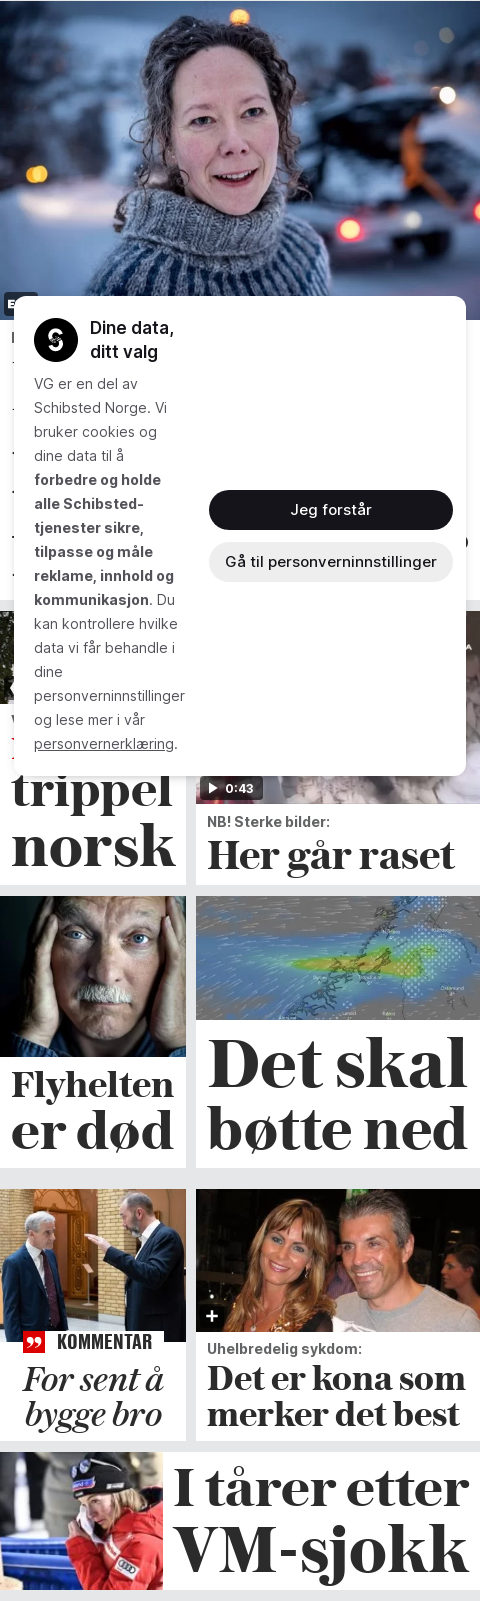 Dine data,
ditt valg
VG er en del av
Schibsted Norge. Vi
bruker cookies og
dine data til å
forbedre og holde
alle Schibsted-
tjenester sikre,
tilpasse og måle
reklame, innhold og
kommunikasjon. Du
kan kontrollere hvilke
data vi får behandle i
dine
personverninnstillinger
og lese mer i vår
personvernerklæring.
Jeg forstår
Gå til personverninnstillinger
trippel
norsk
0:43
NB! Sterke bilder:
Her går raset
Flyhelten
er død
Det skal
bøtte ned
KOMMENTAR
For sent å
bygge bro
Uhelbredelig sykdom:
Det er kona som
merker det best
I tårer etter
VM-sjokk